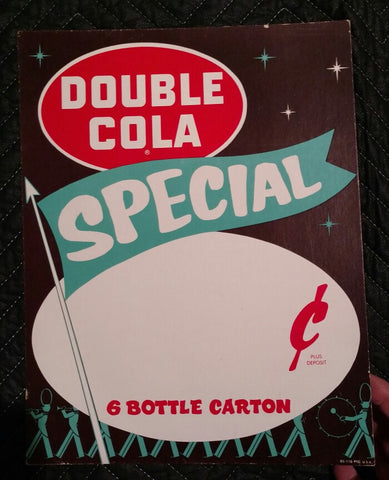 DOUBLE
COLA
®
SPECIAL
¢
PLUS
DEPOSIT
6 BOTTLE CARTON